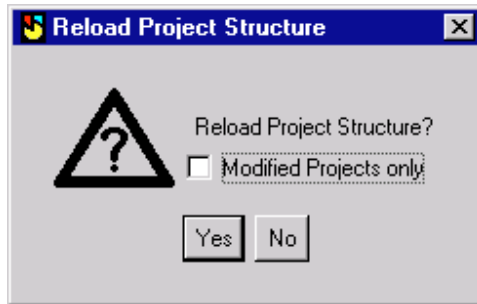 Reload Project Structure
Reload Project Structure?
Modified Projects only
Yes No